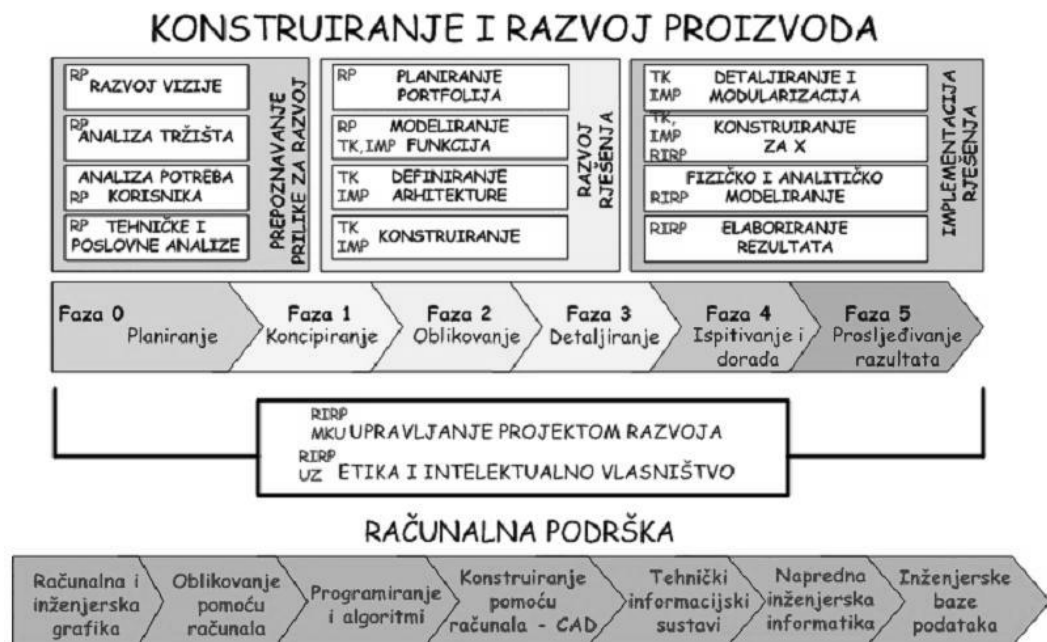 KONSTRUIRANJE I RAZVOJ PROIZVODA
RP RAZVOJ VIZIJE
RP ANALIZA TRŽIŠTA
ANALIZA POTREBA
RP KORISNIKA
RP TEHNIČKE I
POSLOVNE ANALIZE
PREPOZNAVANJE
PRILIKE ZA RAZVOJ
RP PLANIRANJE
PORTFOLIJA
RP MODELIRANJE
TK,IMP FUNKCIJA
TK DEFINIRANJE
IMP ARHITEKTURE
TK
IMP KONSTRUIRANJE
RAZVOJ
RJEŠENJA
TK DETALJIRANJE I
IMP MODULARIZACIJA
TK,
IMP KONSTRUIRANJE
RIRP ZA X
FIZIČKO I ANALITIČKO
RIRP MODELIRANJE
RIRP ELABORIRANJE
REZULTATA
IMPLEMENTACIJA
RJEŠENJA
Faza 0
Planiranje
Faza 1
Koncipiranje
Faza 2
Oblikovanje
Faza 3
Detaljiranje
Faza 4
Ispitivanje i
dorađa
Faza 5
Prosljeđivanje
razultata
RIRP
MKU UPRAVLJANJE PROJEKTOM RAZVOJA
RIRP
UZ ETIKA I INTELEKTUALNO VLASNIŠTVO
RAČUNALNA PODRŠKA
Računalna i
inženjerska
grafika
Oblikovanje
pomoću
računala
Programiranje
i algoritmi
Konstruiranje
pomoću
računala - CAD
Tehnički
informacijski
sustavi
Napredna
inženjerska
informatika
Inženjerske
baze
podataka